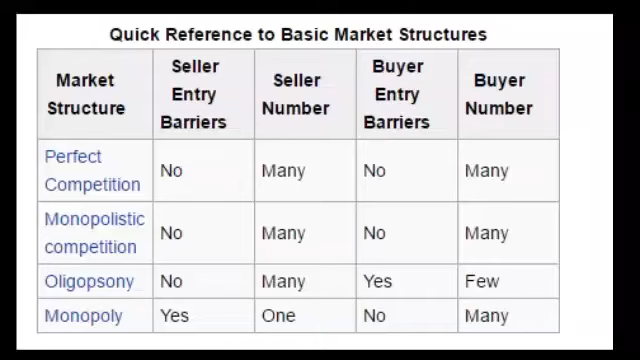 Quick Reference to Basic Market Structures
Market Structure Seller Entry Barriers Seller Number Buyer Entry Barriers Buyer Number
Perfect Competition No Many No Many
Monopolistic competition No Many No Many
Oligopsony No Many Yes Few
Monopoly Yes One No Many